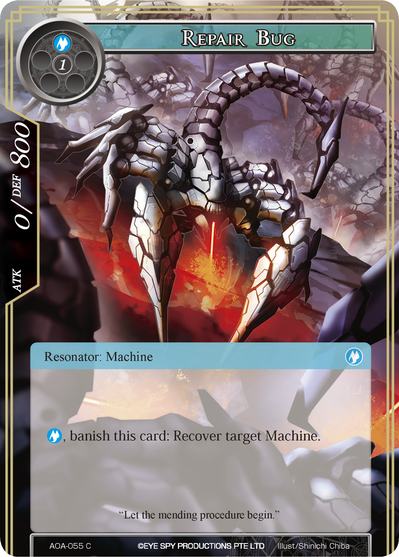 Repair Bug
1
ATK 0/DEF 800
Resonator: Machine
, banish this card: Recover target Machine.
“Let the mending procedure begin.”
AOA-055 C ©EYE SPY PRODUCTIONS PTE LTD Illust/Shinichi Chiba